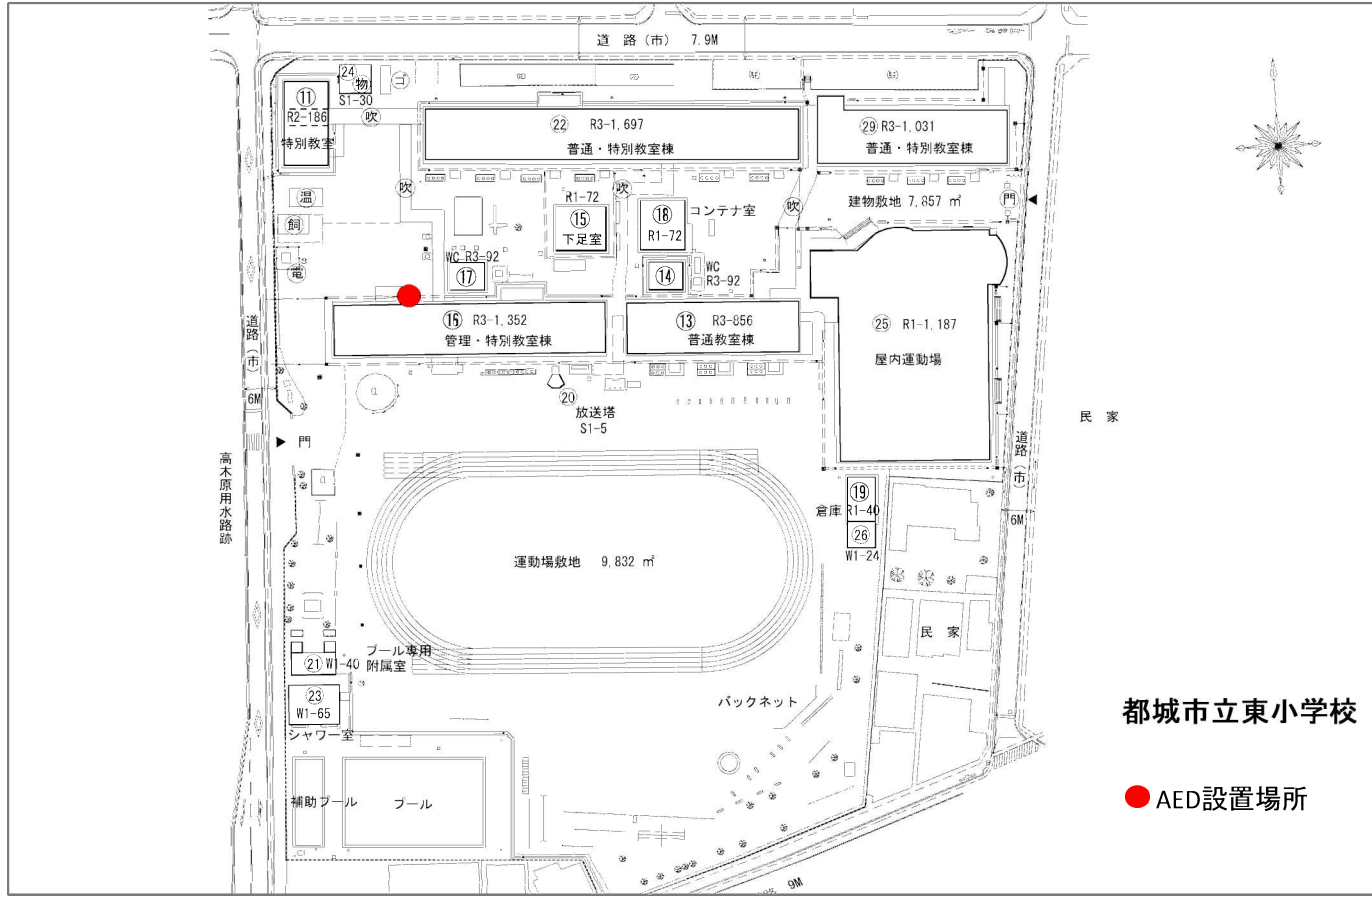 道 路(市) 7.9M
24
物
ゴ
S1-30
11
R2-186
特別教室
吹
22 R3-1,697
普通・特別教室棟
29 R3-1,031
普通・特別教室棟
温
飼
電
吹
吹
吹
R1-72
15
下足室
18
R1-72
コンテナ室
建物敷地 7,857 ㎡
門
WC R3-92
17
14
WC
R3-92
16 R3-1,352
管理・特別教室棟
13 R3-856
普通教室棟
25 R1-1,187
屋内運動場
道路(市)
6M
20
放送塔
S1-5
門
民 家
高木原用水路跡
道路(市)
6M
19
倉庫 R1-40
26
W1-24
運動場敷地 9,832 ㎡
民 家
プール専用
21 W1-40 附属室
23
W1-65
シャワー室
バックネット
補助プール
プール
9M
都城市立東小学校
AED設置場所